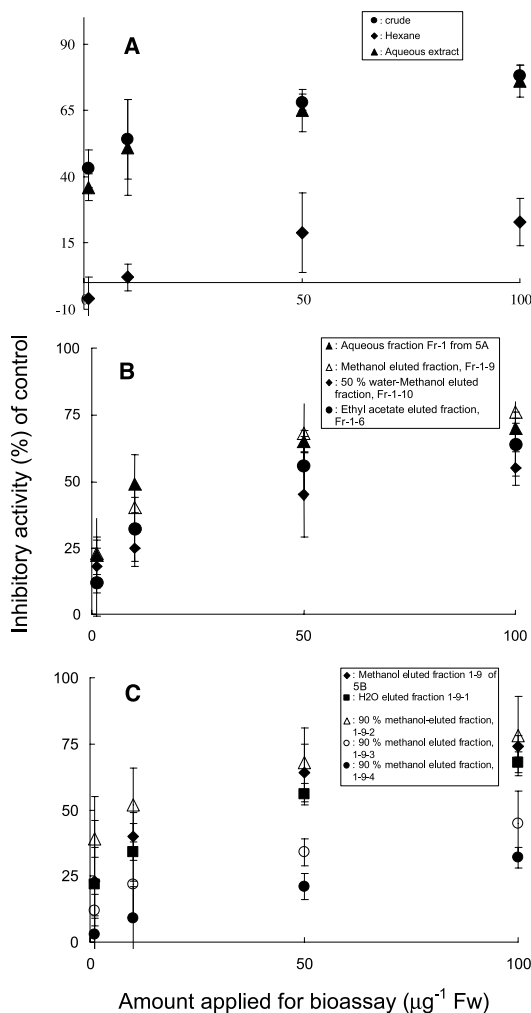 A
: crude
: Hexane
: Aqueous extract
90
65
40
15
-10
50
100
B
: Aqueous fraction Fr-1 from 5A
: Methanol eluted fraction, Fr-1-9
: 50 % water-Methanol eluted
fraction, Fr-1-10
: Ethyl acetate eluted fraction,
Fr-1-6
100
75
50
25
0
0
50
100
Inhibitory activity (%) of control
C
: Methanol eluted fraction 1-9 of
5B
: H2O eluted fraction 1-9-1
: 90 % methanol-eluted fraction,
1-9-2
: 90 % methanol eluted fraction,
1-9-3
: 90 % methanol eluted fraction,
1-9-4
100
75
50
25
0
0
50
100
Amount applied for bioassay (μg⁻¹ Fw)